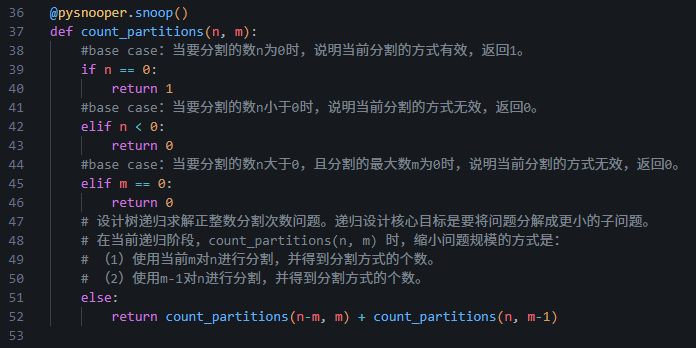 36 @pysnooper.snoop()
37 def count_partitions(n, m):
38     #base case：当要分割的数n为0时，说明当前分割的方式有效，返回1。
39     if n == 0:
40         return 1
41     #base case：当要分割的数n小于0时，说明当前分割的方式无效，返回0。
42     elif n < 0:
43         return 0
44     #base case：当要分割的数n大于0，且分割的最大数m为0时，说明当前分割的方式无效，返回0。
45     elif m == 0:
46         return 0
47     # 设计树递归求解正整数分割次数问题。递归设计核心目标是要将问题分解成更小的子问题。
48     # 在当前递归阶段，count_partitions(n, m) 时，缩小问题规模的方式是：
49     # （1）使用当前m对n进行分割，并得到分割方式的个数。
50     # （2）使用m-1对n进行分割，并得到分割方式的个数。
51     else:
52         return count_partitions(n-m, m) + count_partitions(n, m-1)
53